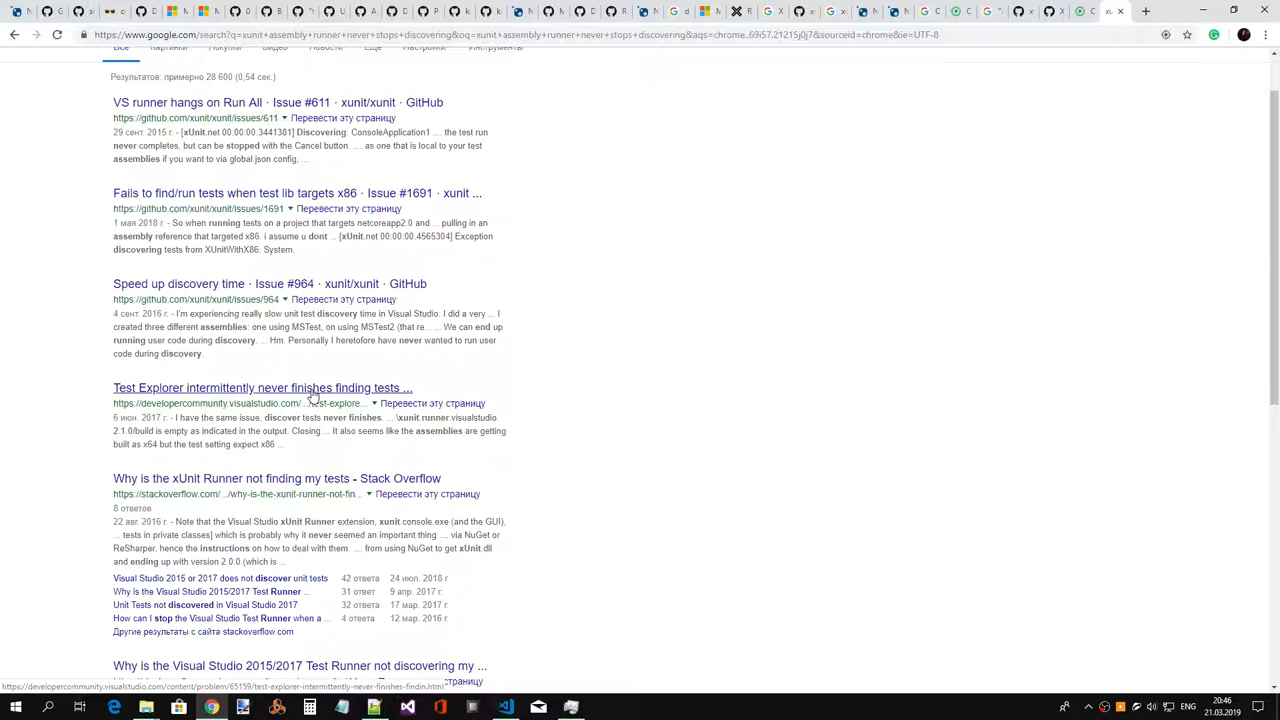 https://www.google.com/search?q=xunit+assembly+runner+never+stops+discovering&oq=xunit+assembly+runner+never+stops+discovering&aqs=chrome..69i57.21215j0j7&sourceid=chrome&ie=UTF-8
Все Картинки Покупки Видео Новости Ещё Настройки Инструменты
Результатов: примерно 28 600 (0,54 сек.)
VS runner hangs on Run All · Issue #611 · xunit/xunit · GitHub
https://github.com/xunit/xunit/issues/611 Перевести эту страницу
29 сент. 2015 г. - [xUnit.net 00:00:00.3441381] Discovering: ConsoleApplication1 .... the test run
never completes, but can be stopped with the Cancel button. .... as one that is local to your test
assemblies if you want to via global.json config, ...
Fails to find/run tests when test lib targets x86 · Issue #1691 · xunit ...
https://github.com/xunit/xunit/issues/1691 Перевести эту страницу
1 мая 2018 г. - So when running tests on a project that targets netcoreapp2.0 and ... pulling in an
assembly reference that targeted x86. i assume u dont ... [xUnit.net 00:00:00.4565304] Exception
discovering tests from XUnitWithX86: System.
Speed up discovery time · Issue #964 · xunit/xunit · GitHub
https://github.com/xunit/xunit/issues/964 Перевести эту страницу
4 сент. 2016 г. - I'm experiencing really slow unit test discovery time in Visual Studio. I did a very ... I
created three different assemblies: one using MSTest, on using MSTest2 (that re... ... We can end up
running user code during discovery. ... Hm. Personally I heretofore have never wanted to run user
code during discovery.
Test Explorer intermittently never finishes finding tests ...
https://developercommunity.visualstudio.com/.../test-explore... Перевести эту страницу
6 июн. 2017 г. - I have the same issue, discover tests never finishes. ... \xunit.runner.visualstudio.
2.1.0/build is empty as indicated in the output. Closing ... It also seems like the assemblies are getting
built as x64 but the test setting expect x86 ...
Why is the xUnit Runner not finding my tests - Stack Overflow
https://stackoverflow.com/.../why-is-the-xunit-runner-not-fin... Перевести эту страницу
8 ответов
22 авг. 2016 г. - Note that the Visual Studio xUnit Runner extension, xunit.console.exe (and the GUI),
... tests in private classes] which is probably why it never seemed an important thing .... via NuGet or
ReSharper, hence the instructions on how to deal with them. .... from using NuGet to get xUnit.dll
and ending up with version 2.0.0 (which is ...
Visual Studio 2015 or 2017 does not discover unit tests 42 ответа 24 июл. 2018 г.
Why is the Visual Studio 2015/2017 Test Runner ... 31 ответ 9 апр. 2017 г.
Unit Tests not discovered in Visual Studio 2017 32 ответа 17 мар. 2017 г.
How can I stop the Visual Studio Test Runner when a ... 4 ответа 12 мар. 2016 г.
Другие результаты с сайта stackoverflow.com
Why is the Visual Studio 2015/2017 Test Runner not discovering my ...
страницу
https://developercommunity.visualstudio.com/content/problem/65159/test-explorer-intermittently-never-finishes-findin.html
ENG 20:46
21.03.2019